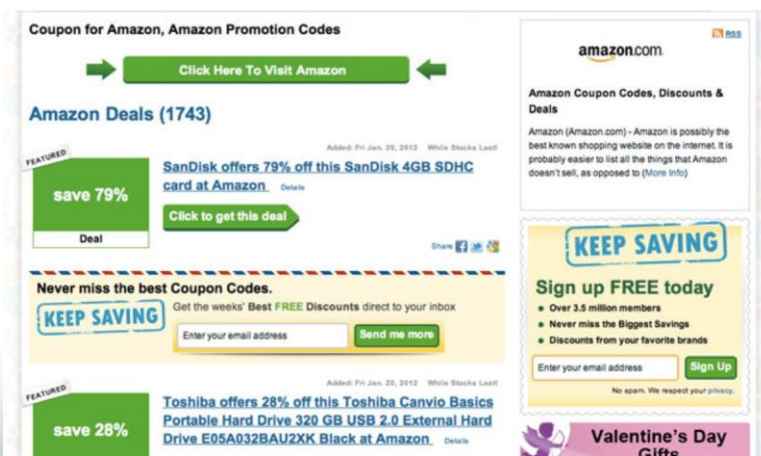 Coupon for Amazon, Amazon Promotion Codes
Click Here To Visit Amazon
Amazon Deals (1743)
Added: Fri Jan. 20, 2012 While Stocks Last!
FEATURED
save 79%
Deal
SanDisk offers 79% off this SanDisk 4GB SDHC
card at Amazon Details
Click to get this deal
Share
Never miss the best Coupon Codes.
KEEP SAVING
Get the weeks' Best FREE Discounts direct to your inbox
Enter your email address
Send me more
Added: Fri Jan. 20, 2012 While Stocks Last!
FEATURED
save 28%
Toshiba offers 28% off this Toshiba Canvio Basics
Portable Hard Drive 320 GB USB 2.0 External Hard
Drive E05A032BAU2XK Black at Amazon Details
RSS
amazon.com
Amazon Coupon Codes, Discounts &
Deals
Amazon (Amazon.com) - Amazon is possibly the
best known shopping website on the internet. It is
probably easier to list all the things that Amazon
doesn't sell, as opposed to (More Info)
KEEP SAVING
Sign up FREE today
Over 3.5 million members
Never miss the Biggest Savings
Discounts from your favorite brands
Enter your email address
Sign Up
No spam. We respect your privacy.
Valentine's Day
Gifts